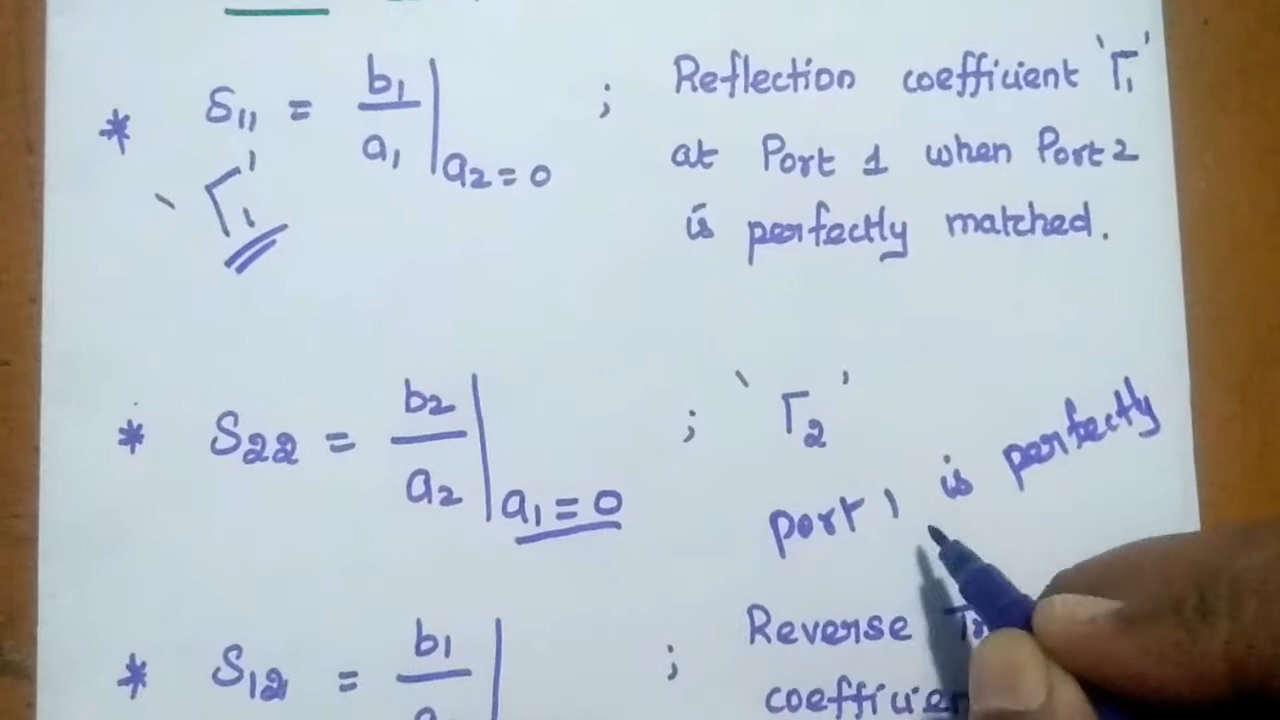 * S11 = b1/a1 | a2 = 0 ; Reflection coefficient 'Γ1'
'Γ1' at Port 1 when Port 2
is perfectly matched.
* S22 = b2/a2 | a1 = 0 ; 'Γ2'
port 1 is perfectly
* S12 = b1 ; Reverse